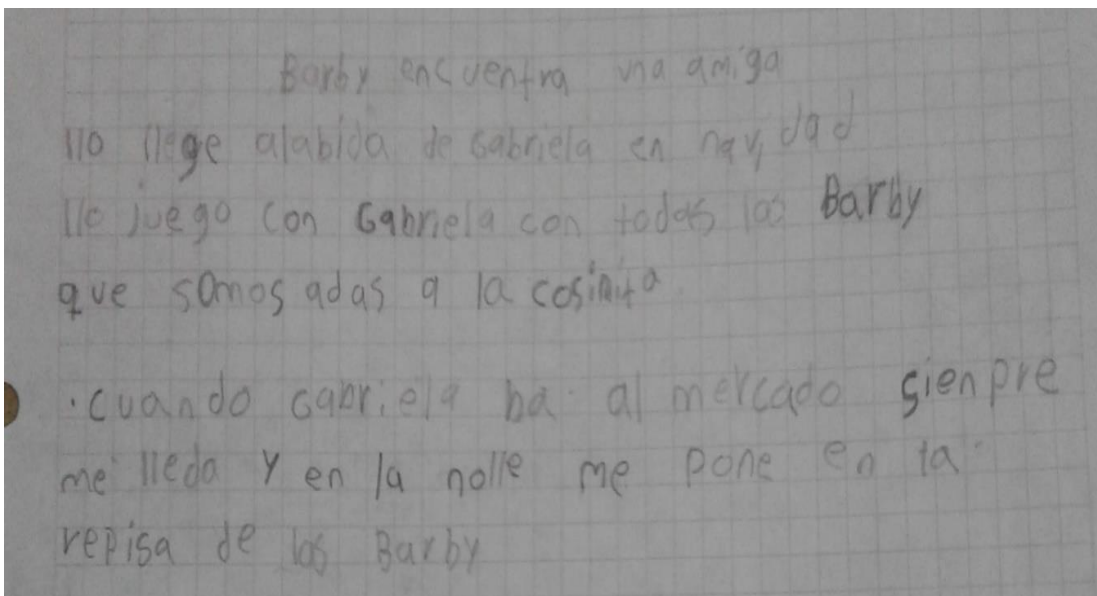 Barby encuentra una amiga
llo llege alabida de Gabriela en navidad
llo juego con Gabriela con todas las Barby
que somos adas a la cosinita
. cuando Gabriela ba al mercado sienpre
me lleda y en la nolle me pone en la
repisa de las Barby